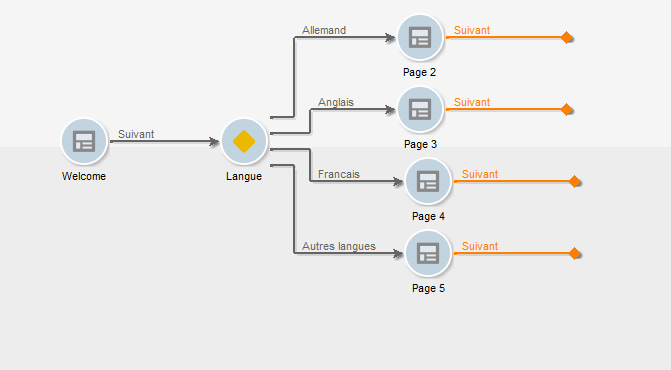 Allemand
Suivant
Page 2
Anglais
Suivant
Suivant
Page 3
Welcome
Langue
Francais
Suivant
Page 4
Autres langues
Suivant
Page 5